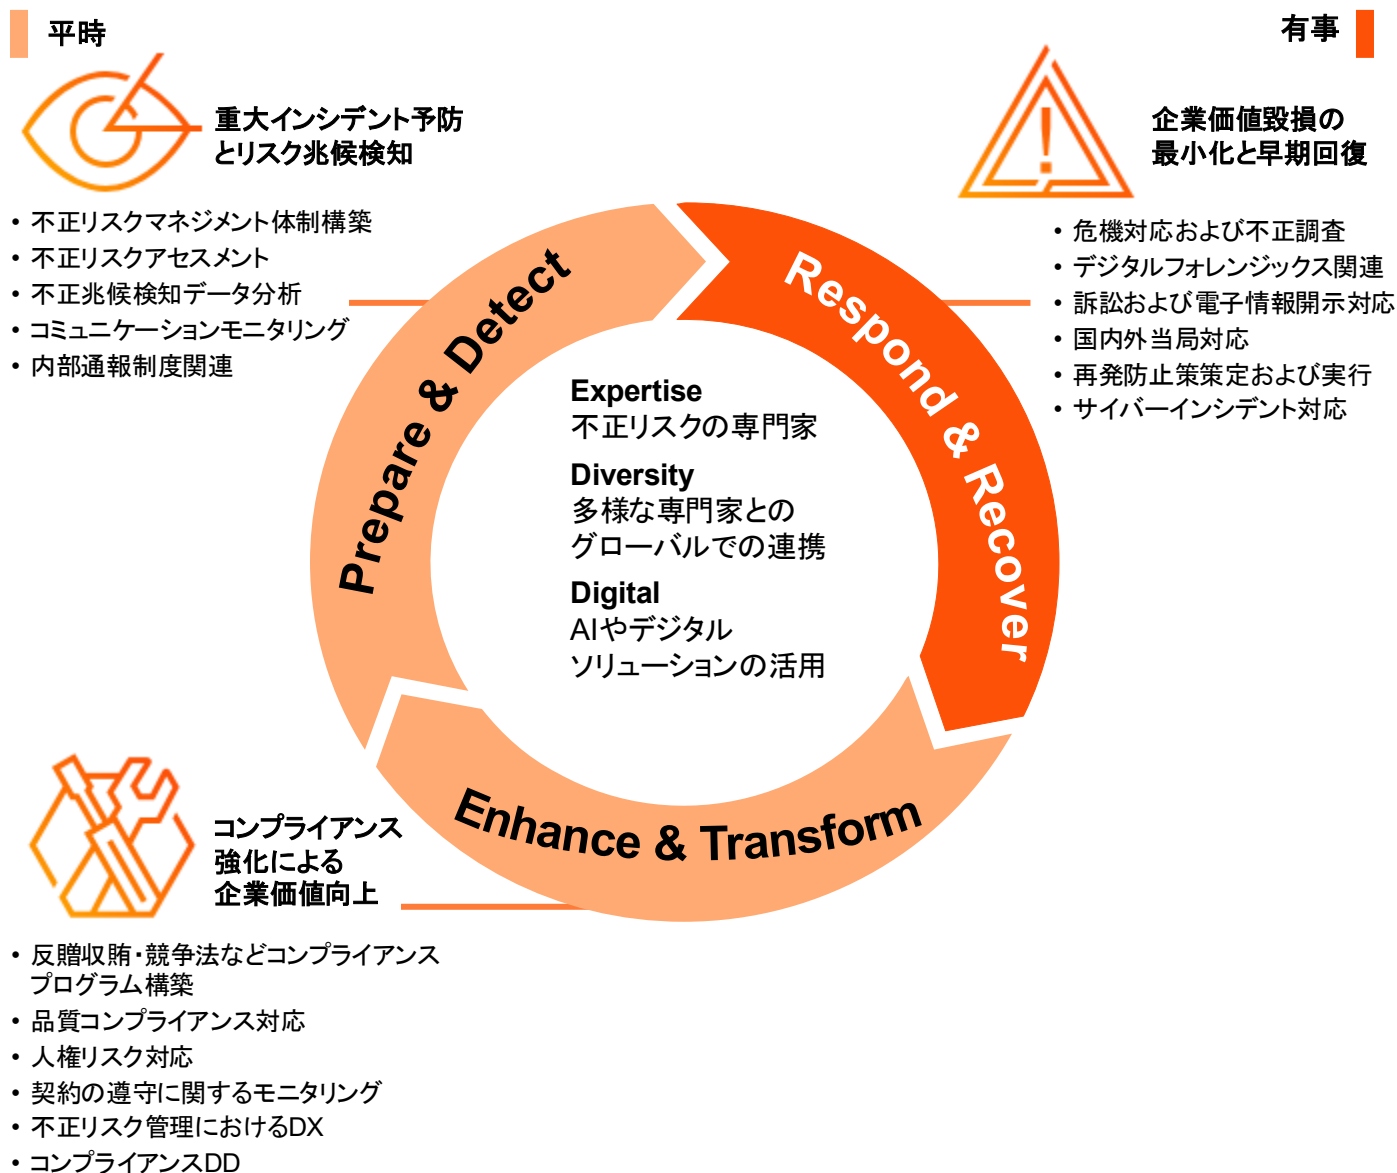 平時
有事
重大インシデント予防
とリスク兆候検知
• 不正リスクマネジメント体制構築
• 不正リスクアセスメント
• 不正兆候検知データ分析
• コミュニケーションモニタリング
• 内部通報制度関連
企業価値毀損の
最小化と早期回復
• 危機対応および不正調査
• デジタルフォレンジックス関連
• 訴訟および電子情報開示対応
• 国内外当局対応
• 再発防止策策定および実行
• サイバーインシデント対応
Prepare & Detect
Respond & Recover
Enhance & Transform
Expertise
不正リスクの専門家
Diversity
多様な専門家との
グローバルでの連携
Digital
AIやデジタル
ソリューションの活用
コンプライアンス
強化による
企業価値向上
• 反贈収賄・競争法などコンプライアンス
プログラム構築
• 品質コンプライアンス対応
• 人権リスク対応
• 契約の遵守に関するモニタリング
• 不正リスク管理におけるDX
• コンプライアンスDD